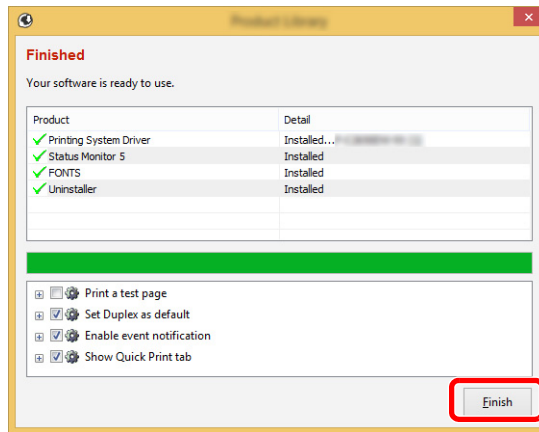 Finished
Your software is ready to use.
Product Detail
Printing System Driver Installed...
Status Monitor 5 Installed
FONTS Installed
Uninstaller Installed
Print a test page
Set Duplex as default
Enable event notification
Show Quick Print tab
Finish